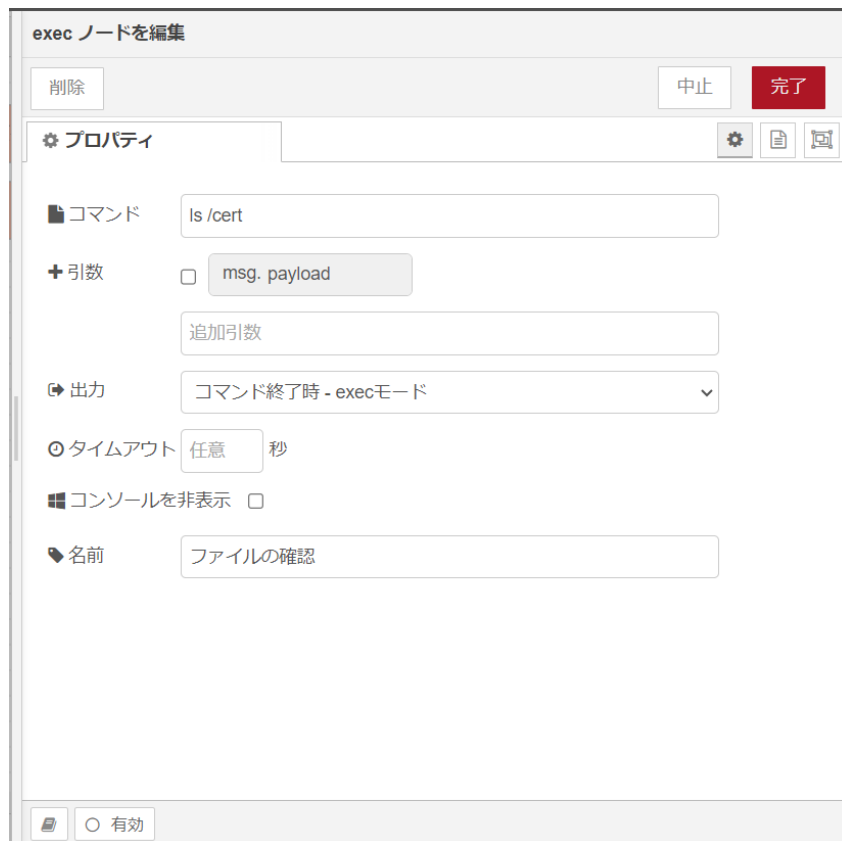 exec ノードを編集
削除
中止
完了
プロパティ
コマンド
ls /cert
引数
msg. payload
追加引数
出力
コマンド終了時 - execモード
タイムアウト
任意
秒
コンソールを非表示
名前
ファイルの確認
有効